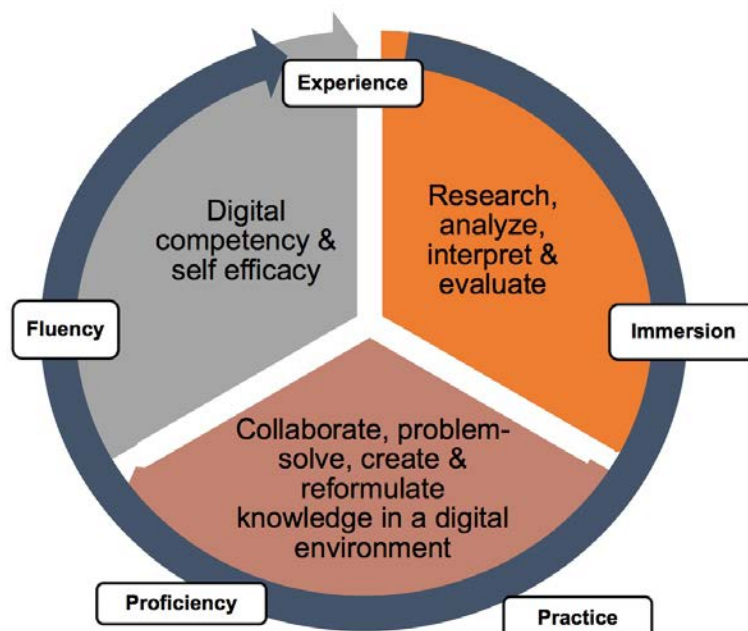 Experience
Digital
competency &
self efficacy
Research,
analyze,
interpret &
evaluate
Fluency
Immersion
Collaborate, problem-
solve, create &
reformulate
knowledge in a digital
environment
Proficiency
Practice